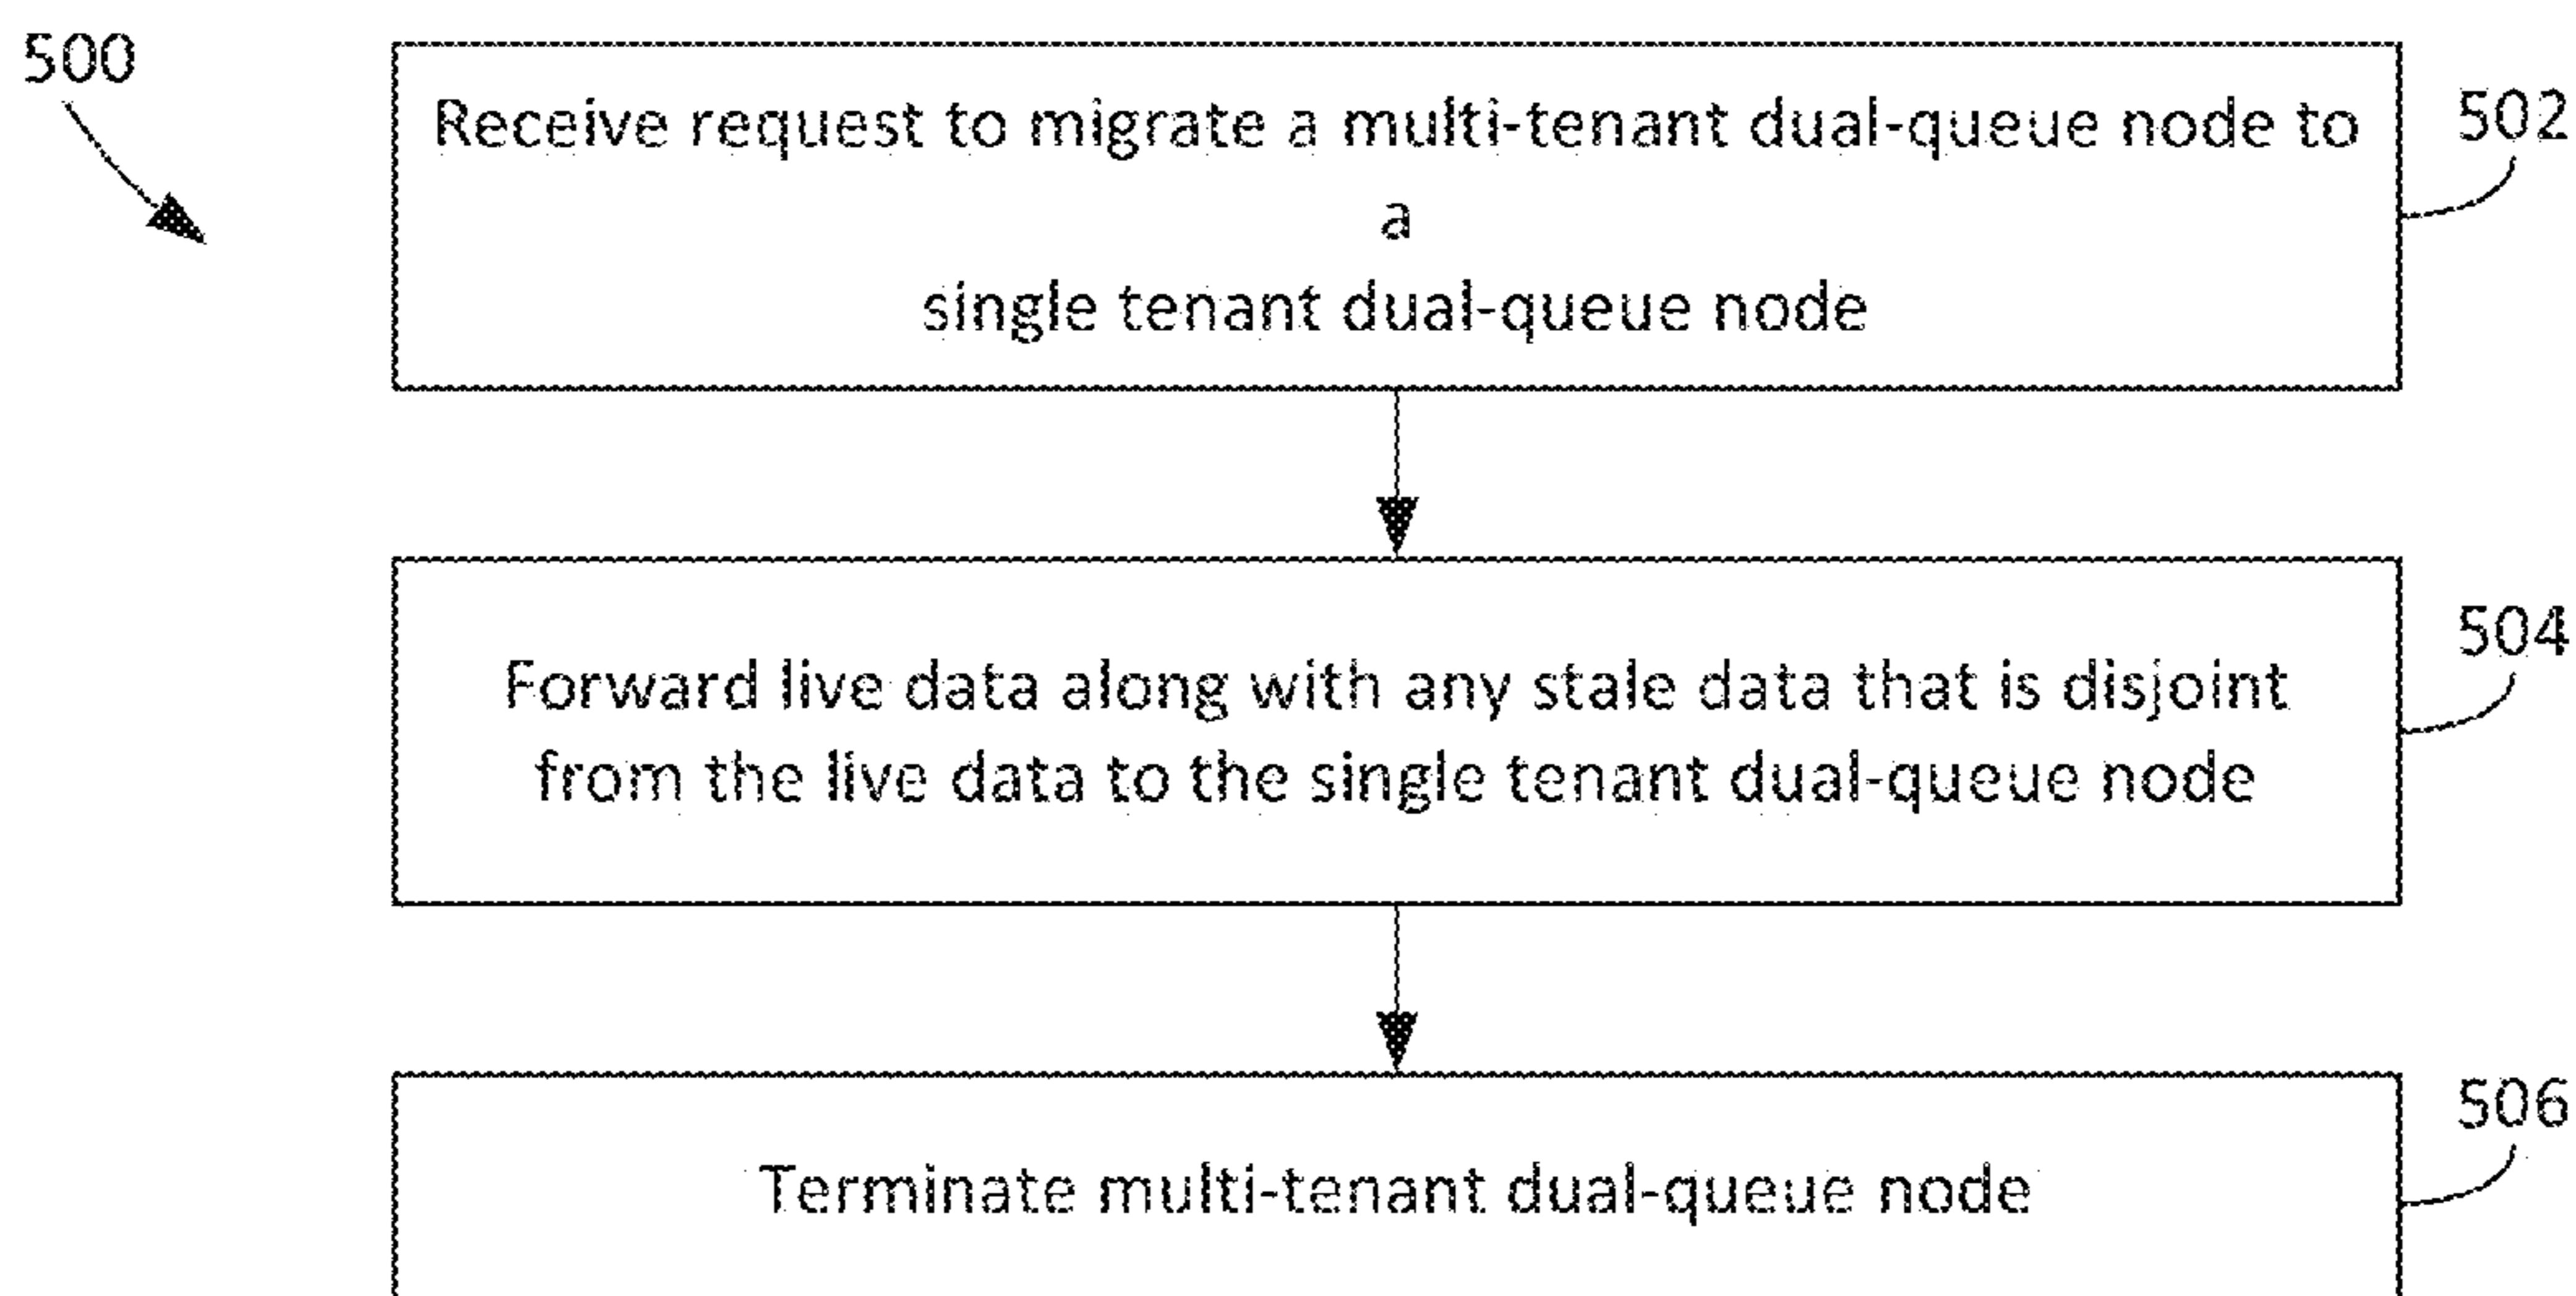 500
Receive request to migrate a multi-tenant dual-queue node to
a
single tenant dual-queue node
502
Forward live data along with any stale data that is disjoint
from the live data to the single tenant dual-queue node
504
Terminate multi-tenant dual-queue node
506